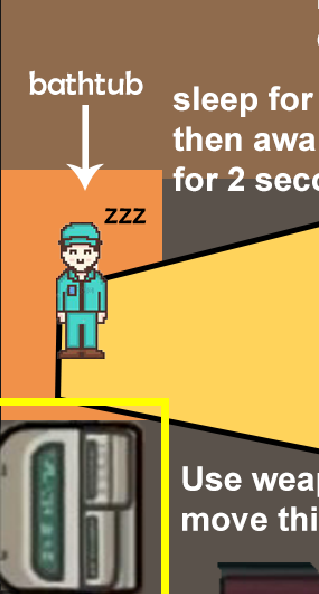 bathtub
sleep for
then awa
for 2 seco
zzz
Use weap
move thi